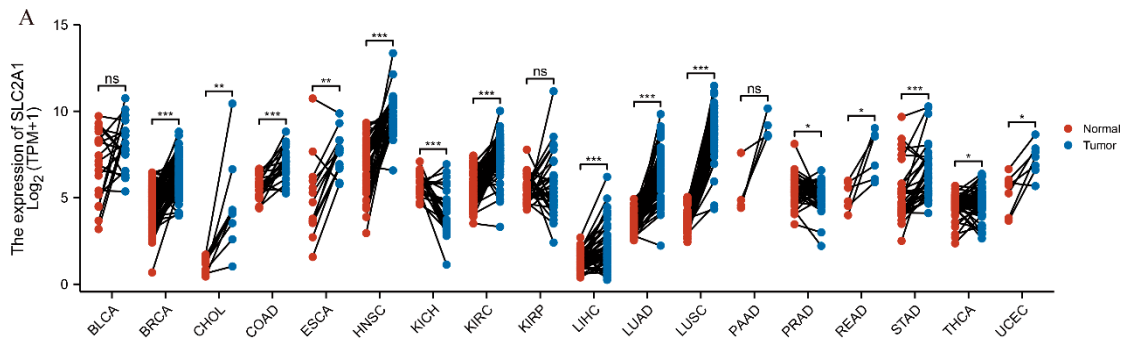 A
The expression of SLC2A1
Log2 (TPM+1)
15
10
5
0
ns
***
**
***
**
***
***
***
ns
***
***
***
ns
*
*
***
*
*
Normal
Tumor
BLCA
BRCA
CHOL
COAD
ESCA
HNSC
KICH
KIRC
KIRP
LIHC
LUAD
LUSC
PAAD
PRAD
READ
STAD
THCA
UCEC